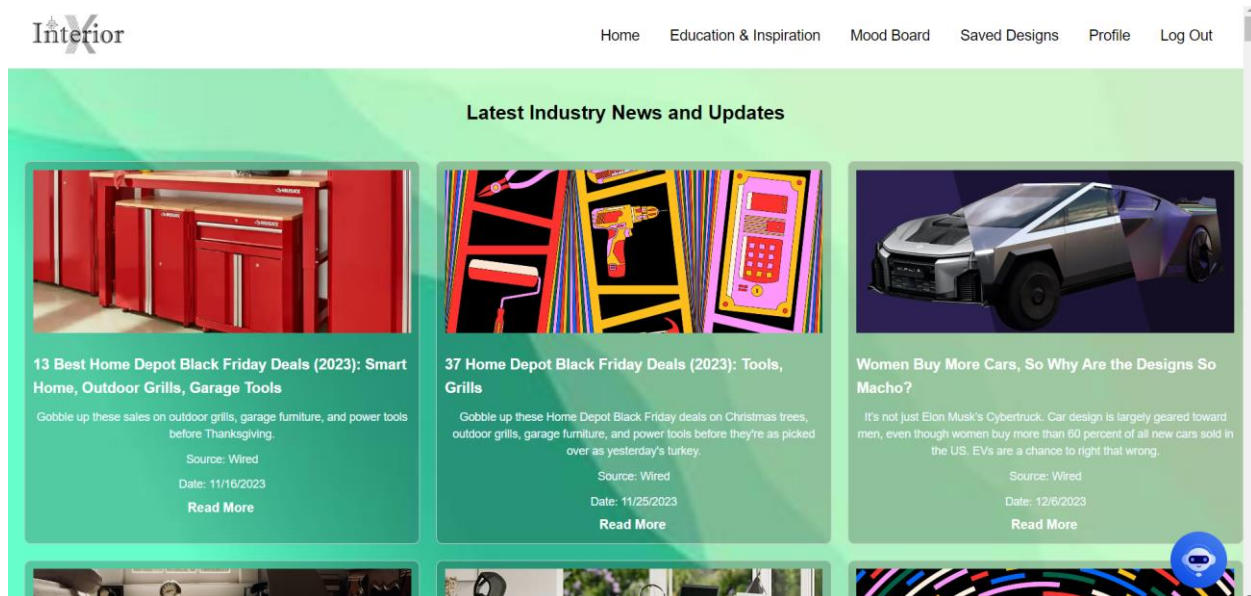 Interior X
Home Education & Inspiration Mood Board Saved Designs Profile Log Out
Latest Industry News and Updates
13 Best Home Depot Black Friday Deals (2023): Smart
Home, Outdoor Grills, Garage Tools
Gobble up these sales on outdoor grills, garage furniture, and power tools
before Thanksgiving.
Source: Wired
Date: 11/16/2023
Read More
37 Home Depot Black Friday Deals (2023): Tools,
Grills
Gobble up these Home Depot Black Friday deals on Christmas trees,
outdoor grills, garage furniture, and power tools before they're as picked
over as yesterday's turkey.
Source: Wired
Date: 11/25/2023
Read More
Women Buy More Cars, So Why Are the Designs So
Macho?
It's not just Elon Musk's Cybertruck. Car design is largely geared toward
men, even though women buy more than 60 percent of all new cars sold in
the US. EVs are a chance to right that wrong.
Source: Wired
Date: 12/6/2023
Read More